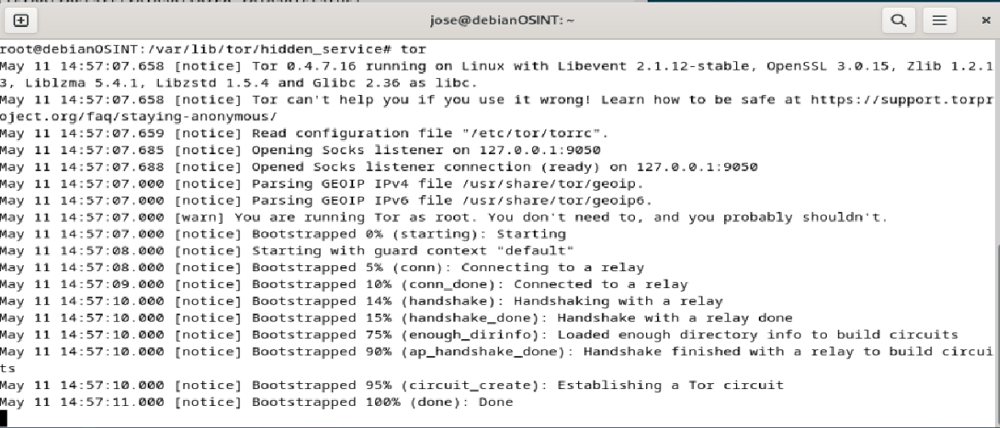 jose@debianOSINT: ~
root@debianOSINT:/var/lib/tor/hidden_service# tor
May 11 14:57:07.658 [notice] Tor 0.4.7.16 running on Linux with Libevent 2.1.12-stable, OpenSSL 3.0.15, Zlib 1.2.1
3, Liblzma 5.4.1, Libzstd 1.5.4 and Glibc 2.36 as libc.
May 11 14:57:07.658 [notice] Tor can't help you if you use it wrong! Learn how to be safe at https://support.torpr
oject.org/faq/staying-anonymous/
May 11 14:57:07.659 [notice] Read configuration file "/etc/tor/torrc".
May 11 14:57:07.685 [notice] Opening Socks listener on 127.0.0.1:9050
May 11 14:57:07.688 [notice] Opened Socks listener connection (ready) on 127.0.0.1:9050
May 11 14:57:07.000 [notice] Parsing GEOIP IPv4 file /usr/share/tor/geoip.
May 11 14:57:07.000 [notice] Parsing GEOIP IPv6 file /usr/share/tor/geoip6.
May 11 14:57:07.000 [warn] You are running Tor as root. You don't need to, and you probably shouldn't.
May 11 14:57:07.000 [notice] Bootstrapped 0% (starting): Starting
May 11 14:57:08.000 [notice] Starting with guard context "default"
May 11 14:57:08.000 [notice] Bootstrapped 5% (conn): Connecting to a relay
May 11 14:57:09.000 [notice] Bootstrapped 10% (conn_done): Connected to a relay
May 11 14:57:10.000 [notice] Bootstrapped 14% (handshake): Handshaking with a relay
May 11 14:57:10.000 [notice] Bootstrapped 15% (handshake_done): Handshake with a relay done
May 11 14:57:10.000 [notice] Bootstrapped 75% (enough_dirinfo): Loaded enough directory info to build circuits
May 11 14:57:10.000 [notice] Bootstrapped 90% (ap_handshake_done): Handshake finished with a relay to build circui
ts
May 11 14:57:10.000 [notice] Bootstrapped 95% (circuit_create): Establishing a Tor circuit
May 11 14:57:11.000 [notice] Bootstrapped 100% (done): Done